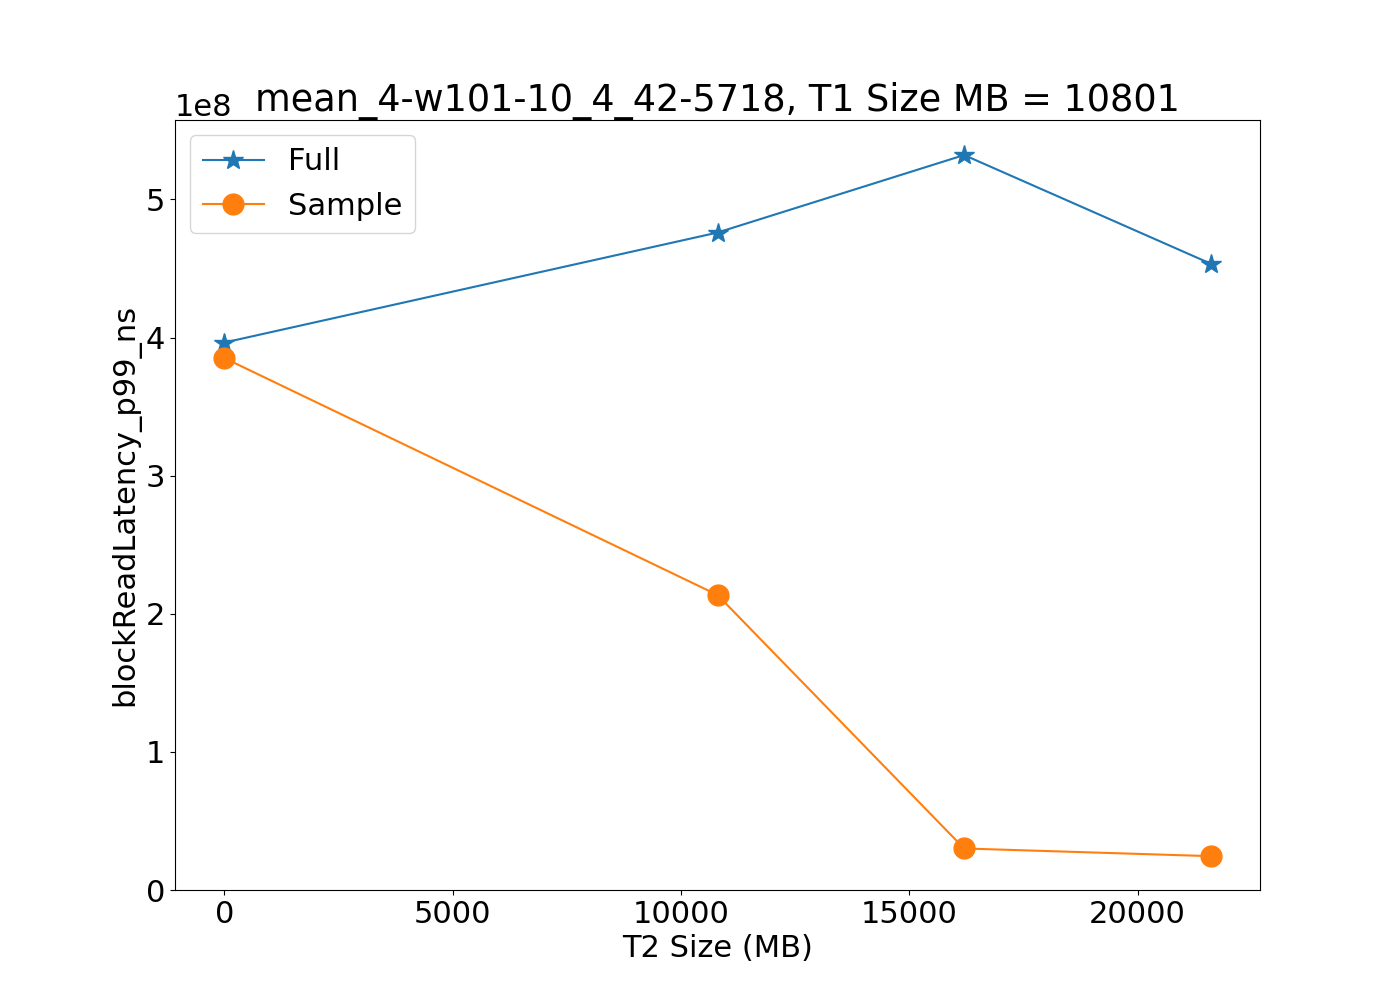 1e8
mean_4-w101-10_4_42-5718, T1 Size MB = 10801
Full
Sample
5
4
3
2
1
0
blockReadLatency_p99_ns
0 5000 10000 15000 20000
T2 Size (MB)